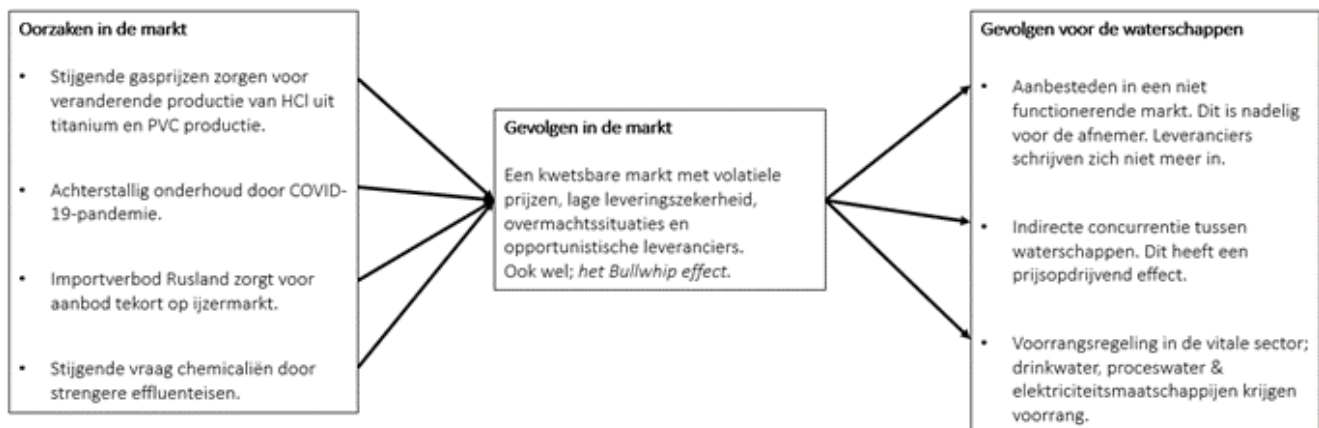 Oorzaken in de markt
• Stijgende gasprijzen zorgen voor
veranderende productie van HCl uit
titanium en PVC productie.
• Achterstallig onderhoud door COVID-
19-pandemie.
• Importverbod Rusland zorgt voor
aanbod tekort op ijzermarkt.
• Stijgende vraag chemicaliën door
strengere effluenteisen.
Gevolgen in de markt
Een kwetsbare markt met volatiele
prijzen, lage leveringszekerheid,
overmachtssituaties en
opportunistische leveranciers.
Ook wel; het Bullwhip effect.
Gevolgen voor de waterschappen
• Aanbesteden in een niet
functionerende markt. Dit is nadelig
voor de afnemer. Leveranciers
schrijven zich niet meer in.
• Indirecte concurrentie tussen
waterschappen. Dit heeft een
prijsopdrijvend effect.
• Voorrangsregeling in de vitale sector;
drinkwater, proceswater &
elektriciteitsmaatschappijen krijgen
voorrang.